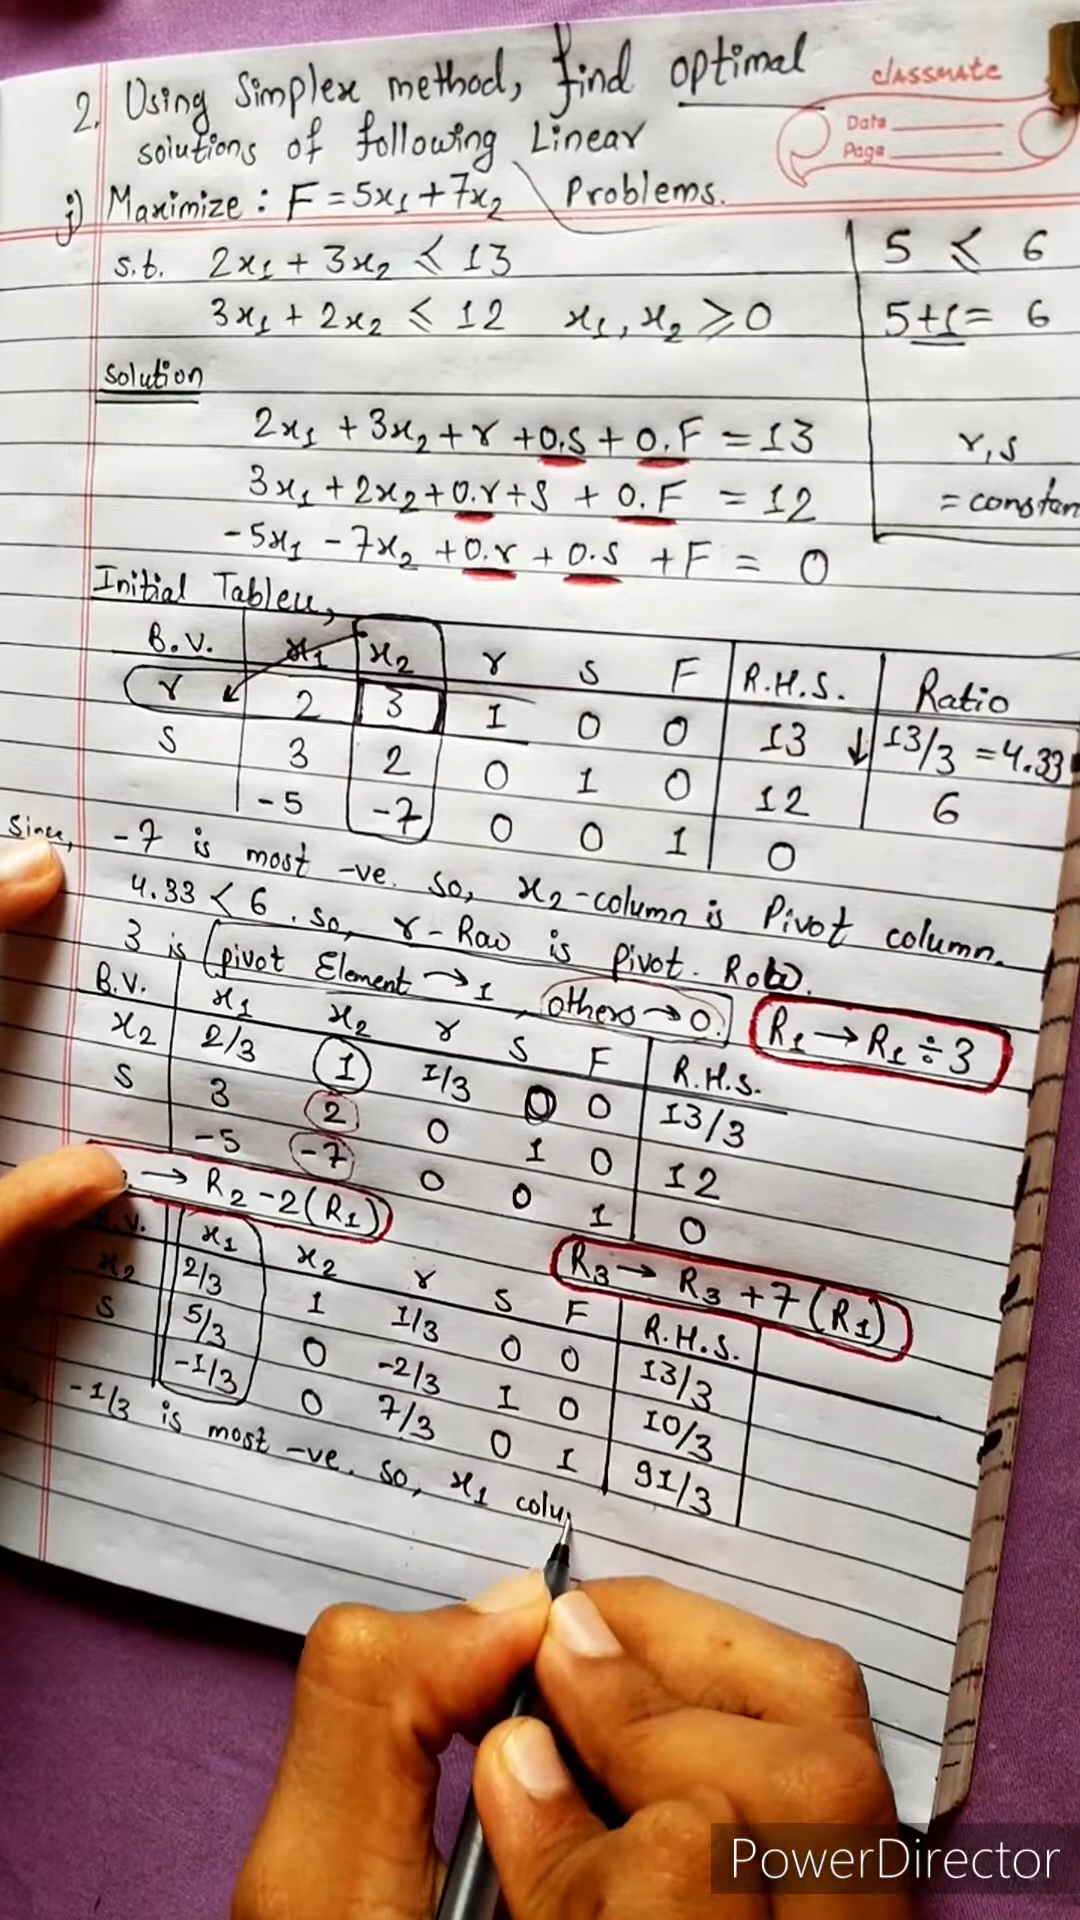 2. Using Simplex method, find optimal
solutions of following Linear
Problems.
classmate
Date
Page
j) Maximize : F = 5x₁ + 7x₂
s.t. 2x₁ + 3x₂ ≤ 13
3x₁ + 2x₂ ≤ 12 x₁, x₂ ≥ 0
5 ≤ 6
5+1= 6
r,s
= constan
Solution
2x₁ + 3x₂ + r + 0.s + 0.F = 13
3x₁ + 2x₂ + 0.r + s + 0.F = 12
-5x₁ - 7x₂ + 0.r + 0.s + F = 0
Initial Tableu,
B.V. x₁ x₂ r s F R.H.S. Ratio
r 2 3 1 0 0 13 13/3 = 4.33
s 3 2 0 1 0 12 6
-5 -7 0 0 1 0
Since, -7 is most -ve. so, x₂-column is Pivot column.
4.33 < 6. so, r-Row is pivot. Row.
3 is pivot Element → 1, others → 0. R₁ → R₁ ÷ 3
B.V. x₁ x₂ r s F R.H.S.
x₂ 2/3 1 1/3 0 0 13/3
s 3 2 0 1 0 12
-5 -7 0 0 1 0
→ R₂ - 2(R₁)
R₃ → R₃ + 7(R₁)
.V. x₁ x₂ r s F R.H.S.
x₂ 2/3 1 1/3 0 0 13/3
s 5/3 0 -2/3 1 0 10/3
-1/3 0 7/3 0 1 91/3
-1/3 is most -ve. so, x₁ colu
PowerDirector